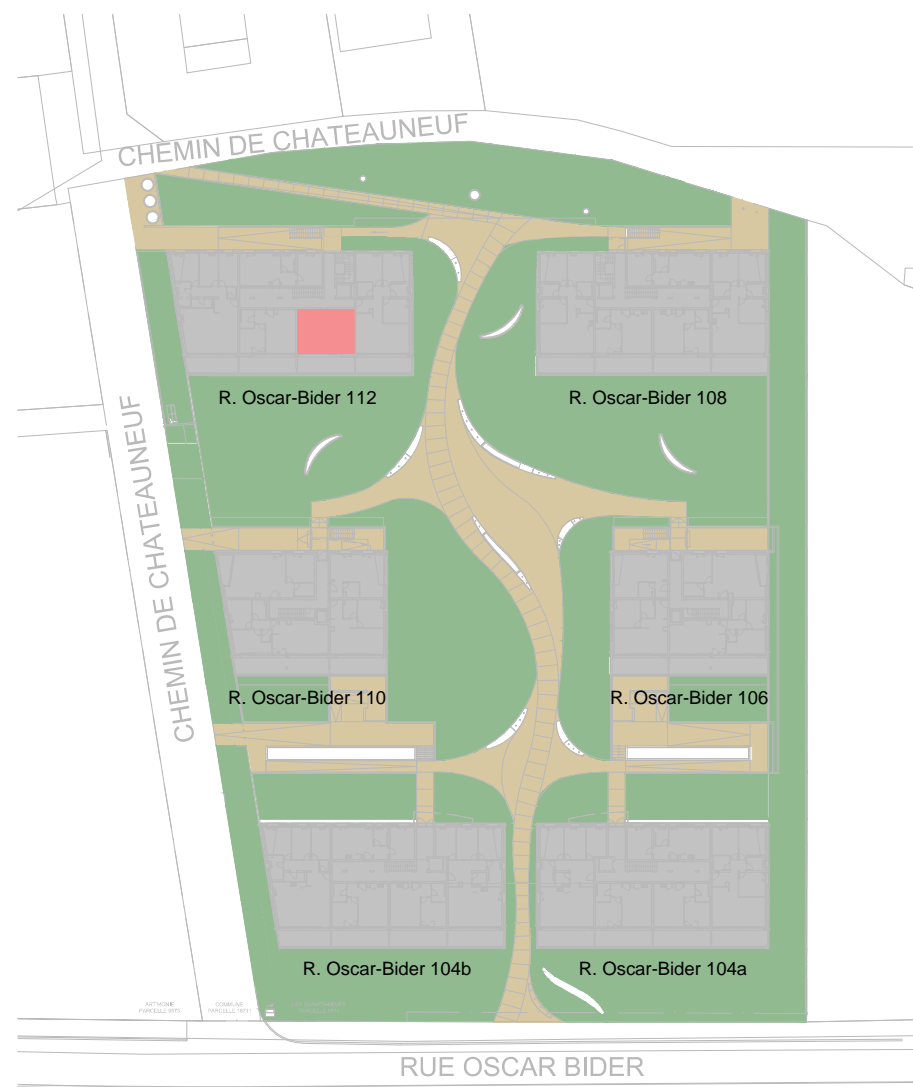 CHEMIN DE CHATEAUNEUF
R. Oscar-Bider 112
R. Oscar-Bider 108
CHEMIN DE CHATEAUNEUF
R. Oscar-Bider 110
R. Oscar-Bider 106
R. Oscar-Bider 104b
R. Oscar-Bider 104a
COMMUNE
RUE OSCAR BIDER